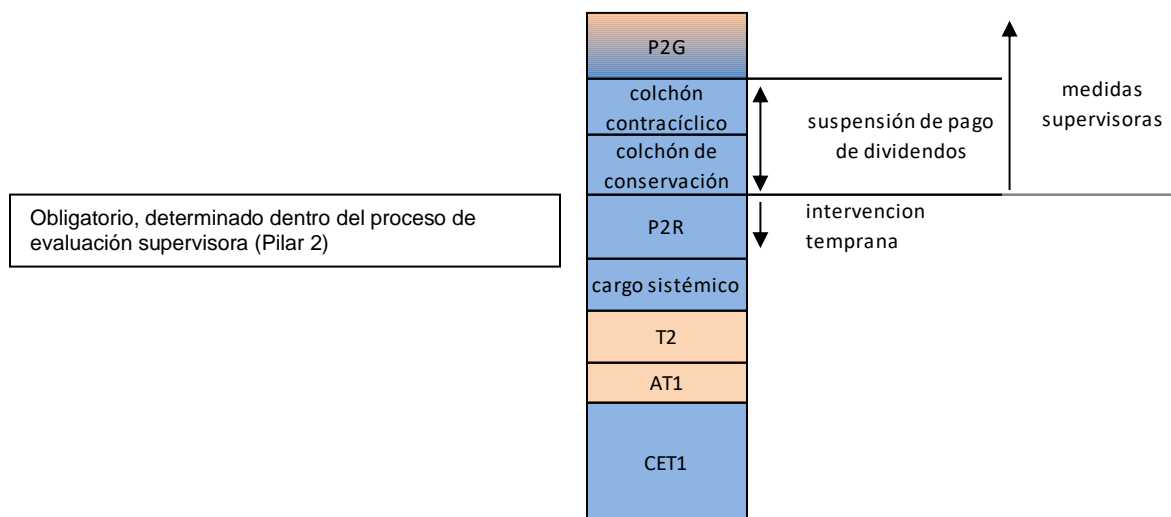 P2G
colchón
contracíclico
colchón de
conservación
P2R
cargo sistémico
T2
AT1
CET1
suspensión de pago
de dividendos
medidas
supervisoras
intervencion
temprana
Obligatorio, determinado dentro del proceso de
evaluación supervisora (Pilar 2)